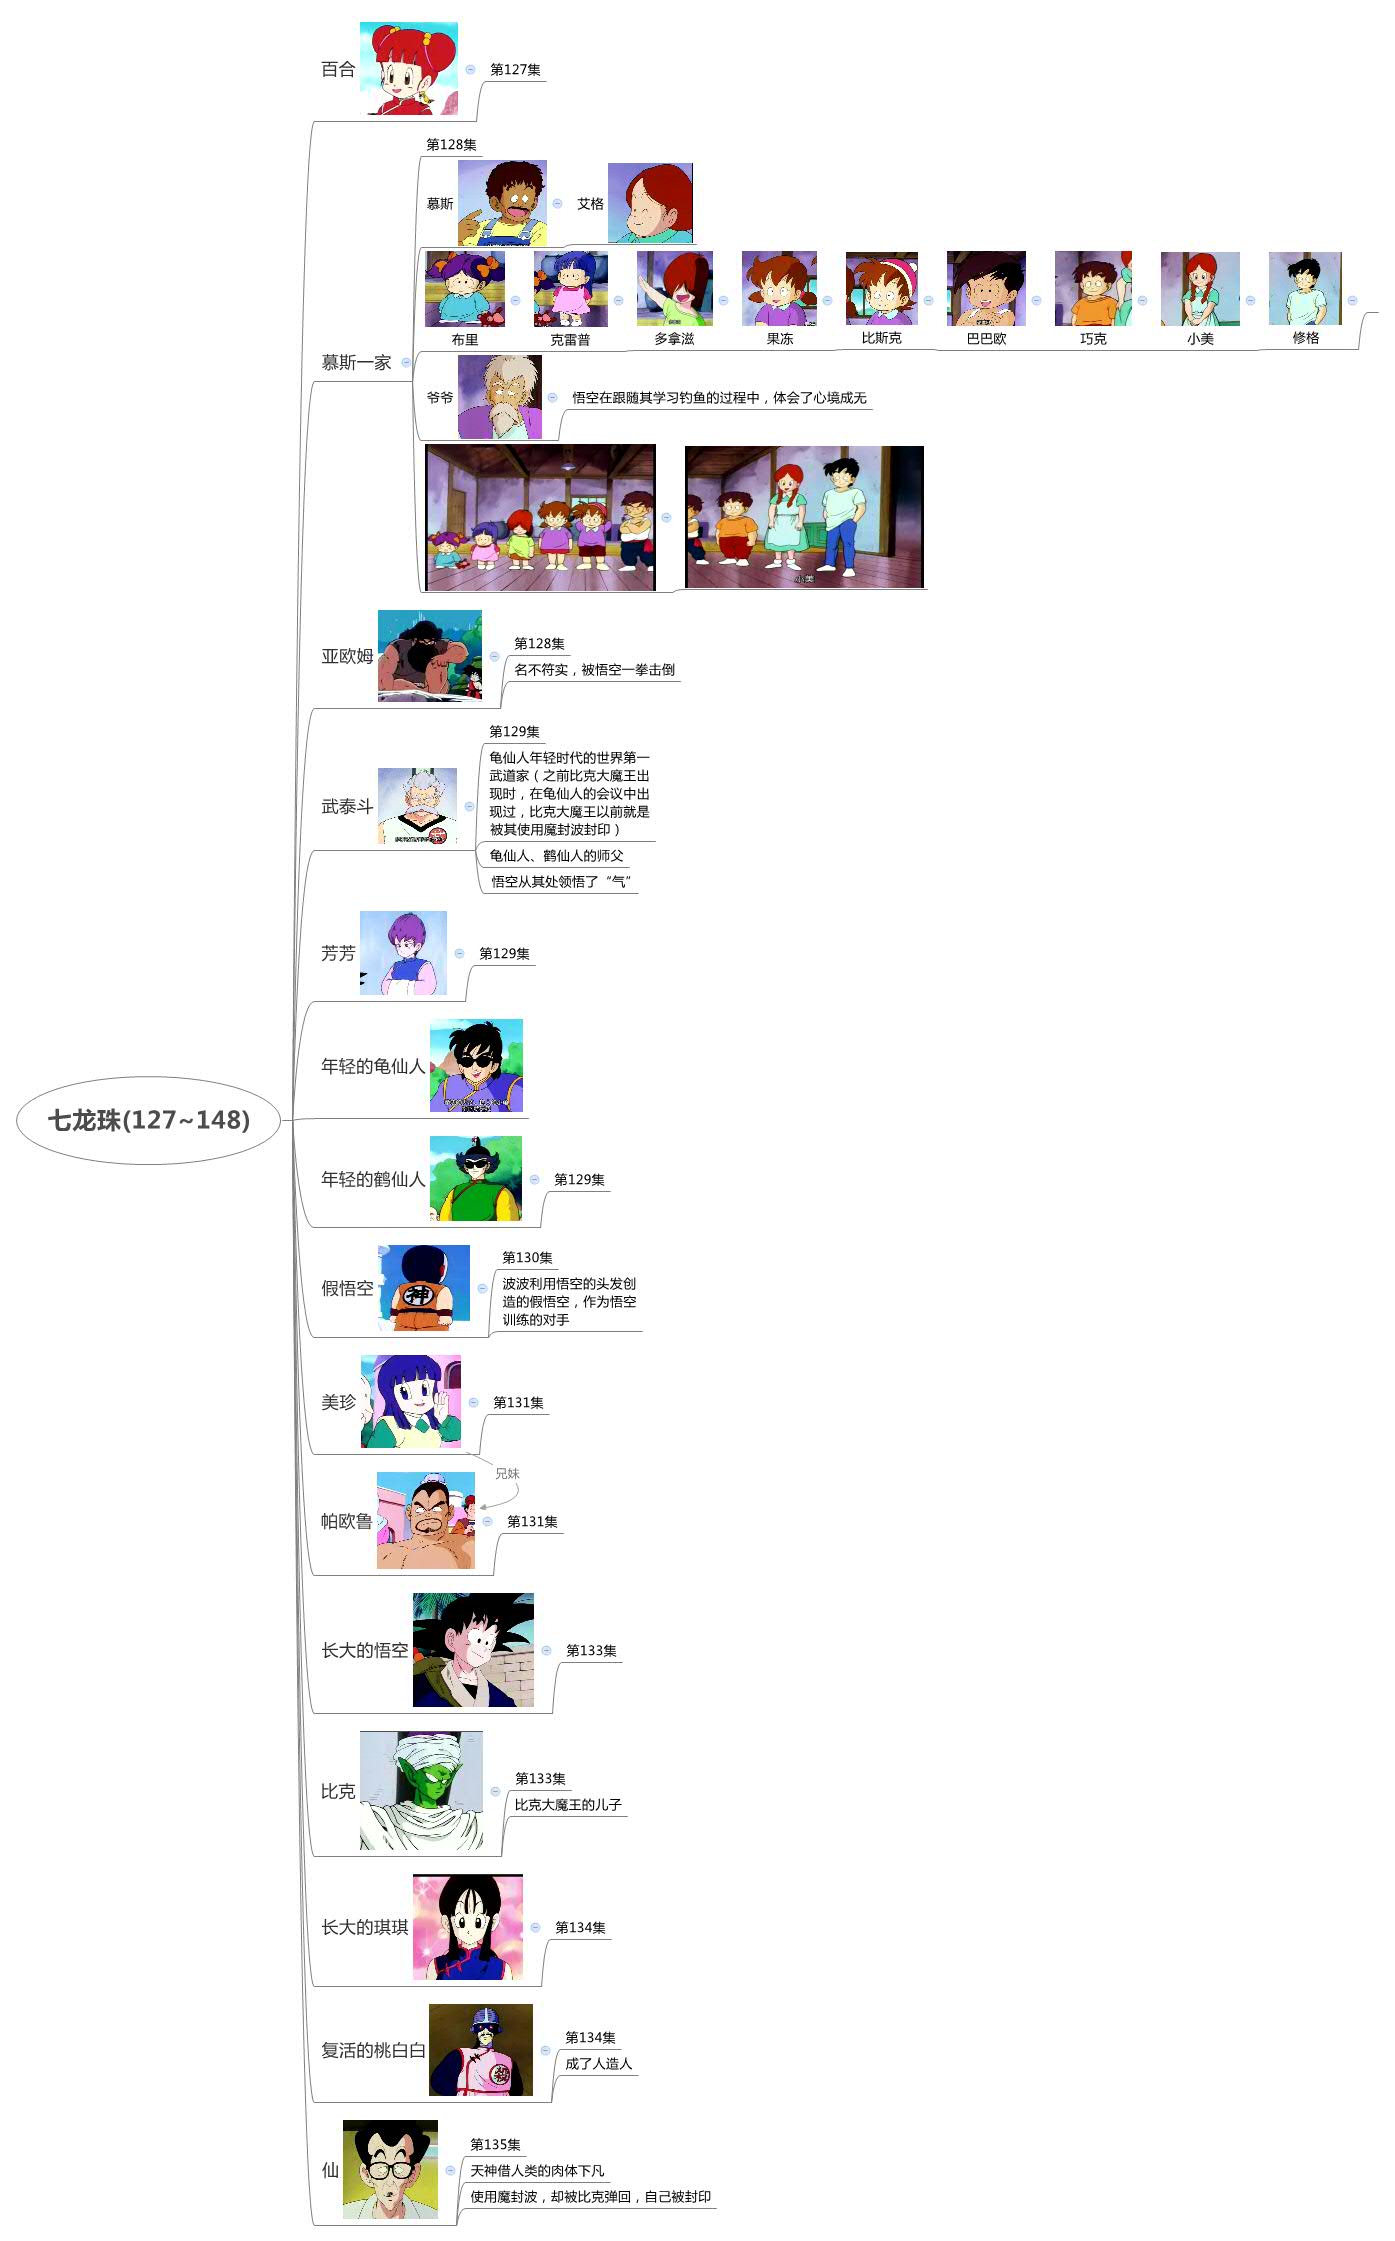 百合
第127集
第128集
慕斯
艾格
布里
克雷普
多拿滋
果冻
比斯克
巴巴欧
巧克
小美
修格
慕斯一家
爷爷
悟空在跟随其学习钓鱼的过程中，体会了心境成无
小美
亚欧姆
第128集
名不符实，被悟空一拳击倒
武泰斗
第129集
龟仙人年轻时代的世界第一
武道家（之前比克大魔王出
现时，在龟仙人的会议中出
现过，比克大魔王以前就是
被其使用魔封波封印）
龟仙人、鹤仙人的师父
悟空从其处领悟了“气”
芳芳
第129集
年轻的龟仙人
七龙珠(127~148)
年轻的鹤仙人
第129集
假悟空
神
第130集
波波利用悟空的头发创
造的假悟空，作为悟空
训练的对手
美珍
第131集
兄妹
帕欧鲁
第131集
长大的悟空
第133集
比克
第133集
比克大魔王的儿子
长大的琪琪
第134集
复活的桃白白
第134集
成了人造人
仙
第135集
天神借人类的肉体下凡
使用魔封波，却被比克弹回，自己被封印